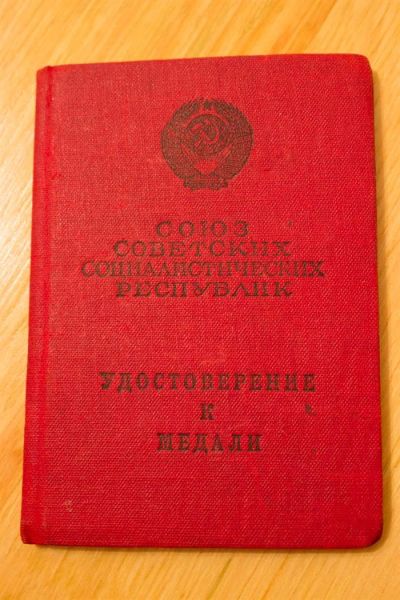 СОЮЗ
СОВЕТСКИХ
СОЦИАЛИСТИЧЕСКИХ
РЕСПУБЛИК
УДОСТОВЕРЕНИЕ
К
МЕДАЛИ